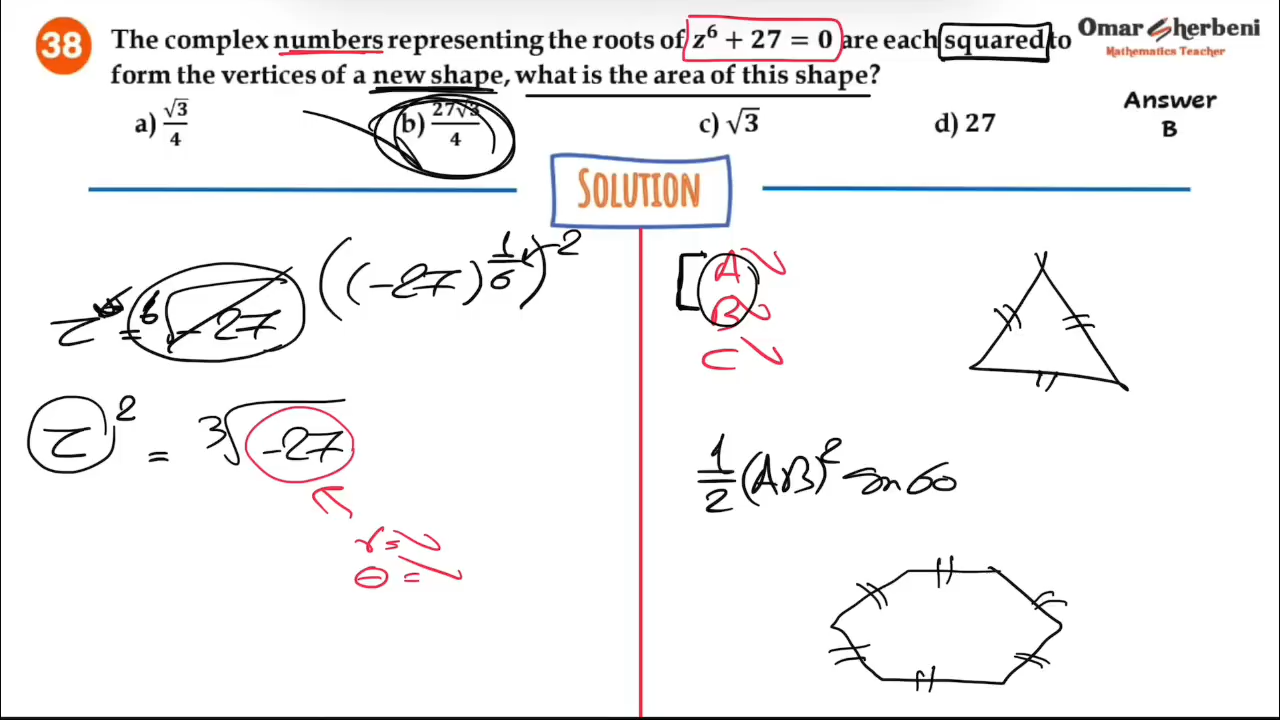 38 The complex numbers representing the roots of z⁶ + 27 = 0 are each squared to
form the vertices of a new shape, what is the area of this shape?
Omar Sherbeni
Mathematics Teacher
a) √3/4 b) 27√3/4 c) √3 d) 27
Answer
B
SOLUTION
z = ⁶√-27 ((-27)^1/6)^2
z² = ³√-27
r =
θ =
A
B
C
1/2 (AB)² sin 60